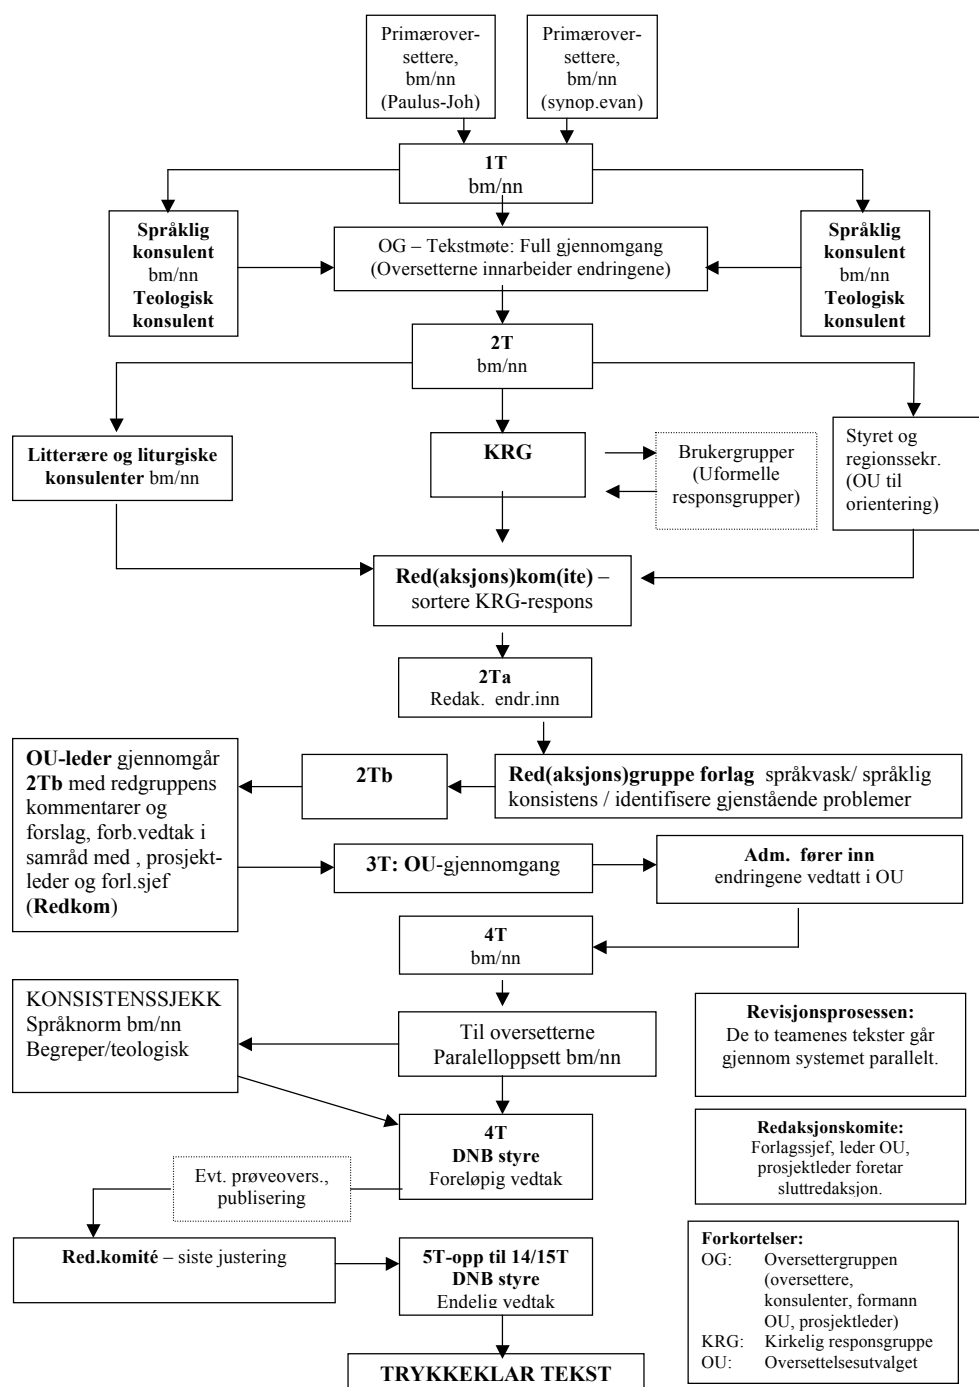 Primærover-
settere,
bm/nn
(Paulus-Joh)
Primærover-
settere,
bm/nn
(synop.evan)
1T
bm/nn
Språklig
konsulent
bm/nn
Teologisk
konsulent
OG – Tekstmøte: Full gjennomgang
(Oversetterne innarbeider endringene)
Språklig
konsulent
bm/nn
Teologisk
konsulent
2T
bm/nn
Litterære og liturgiske
konsulenter bm/nn
KRG
Brukergrupper
(Uformelle
responsgrupper)
Styret og
regionssekr.
(OU til
orientering)
Red(aksjons)kom(ite) –
sortere KRG-respons
2Ta
Redak. endr.inn
OU-leder gjennomgår
2Tb med redgruppens
kommentarer og
forslag, forb.vedtak i
samråd med , prosjekt-
leder og forl.sjef
(Redkom)
2Tb
Red(aksjons)gruppe forlag språkvask/ språklig
konsistens / identifisere gjenstående problemer
3T: OU-gjennomgang
Adm. fører inn
endringene vedtatt i OU
4T
bm/nn
KONSISTENSSJEKK
Språknorm bm/nn
Begreper/teologisk
Til oversetterne
Paralelloppsett bm/nn
Revisjonsprosessen:
De to teamenes tekster går
gjennom systemet parallelt.
4T
DNB styre
Foreløpig vedtak
Redaksjonskomite:
Forlagssjef, leder OU,
prosjektleder foretar
sluttredaksjon.
Evt. prøveovers.,
publisering
Red.komité – siste justering
5T-opp til 14/15T
DNB styre
Endelig vedtak
Forkortelser:
OG: Oversettergruppen
(oversettere,
konsulenter, formann
OU, prosjektleder)
KRG: Kirkelig responsgruppe
OU: Oversettelsesutvalget
TRYKKEKLAR TEKST